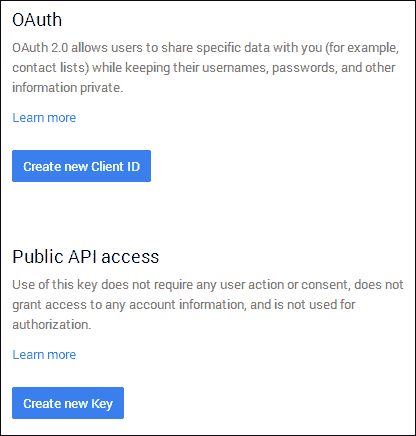 OAuth
OAuth 2.0 allows users to share specific data with you (for example,
contact lists) while keeping their usernames, passwords, and other
information private.
Learn more
Create new Client ID
Public API access
Use of this key does not require any user action or consent, does not
grant access to any account information, and is not used for
authorization.
Learn more
Create new Key